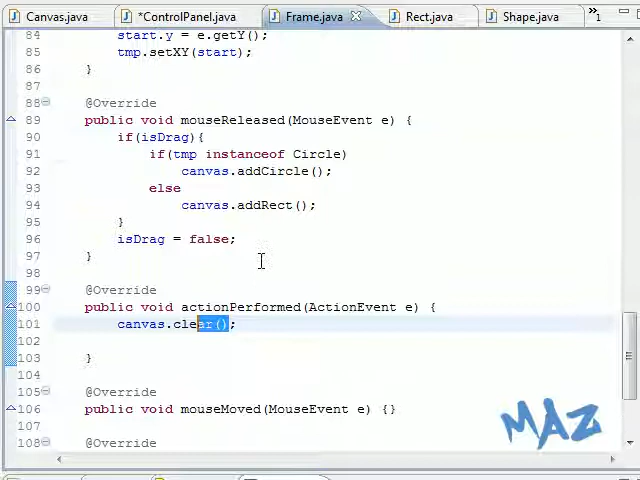 Canvas.java *ControlPanel.java Frame.java Rect.java Shape.java »1
84 start.y = e.getY();
85 tmp.setXY(start);
86 }
87
88 @Override
89 public void mouseReleased(MouseEvent e) {
90 if(isDrag){
91 if(tmp instanceof Circle)
92 canvas.addCircle();
93 else
94 canvas.addRect();
95 }
96 isDrag = false;
97 }
98
99 @Override
100 public void actionPerformed(ActionEvent e) {
101 canvas.clear();
102
103 }
104
105 @Override
106 public void mouseMoved(MouseEvent e) {}
107
108 @Override
MAZ